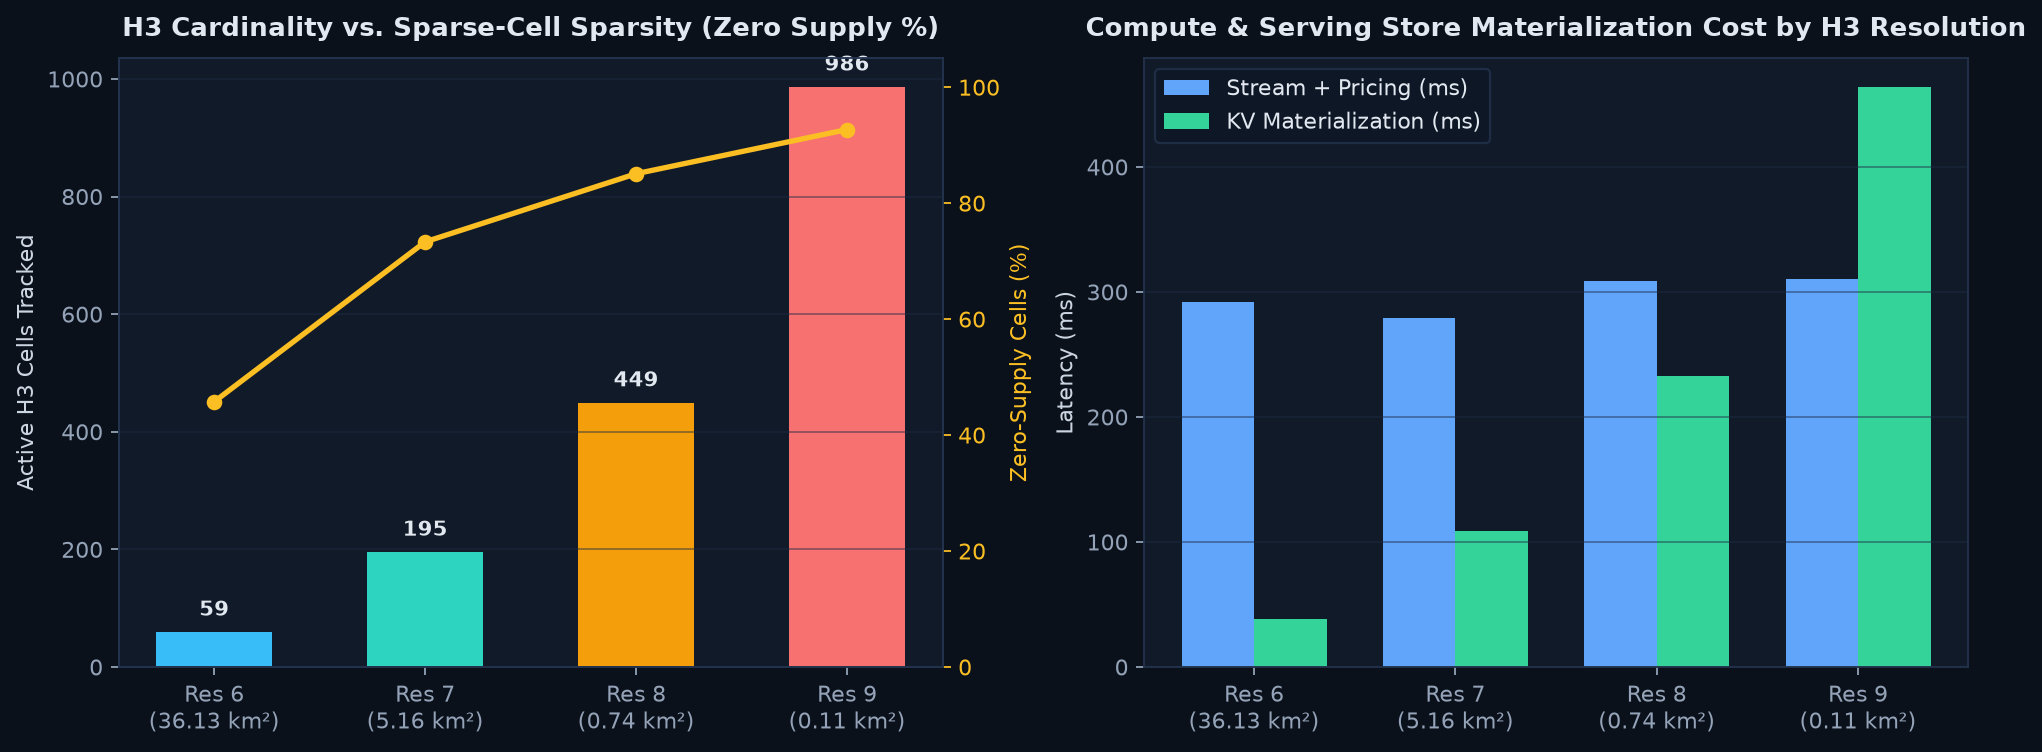 H3 Cardinality vs. Sparse-Cell Sparsity (Zero Supply %)
Active H3 Cells Tracked
1000
800
600
400
200
0
986
449
195
59
100
80
60
40
20
0
Zero-Supply Cells (%)
Res 6
(36.13 km²)
Res 7
(5.16 km²)
Res 8
(0.74 km²)
Res 9
(0.11 km²)
Compute & Serving Store Materialization Cost by H3 Resolution
Stream + Pricing (ms)
KV Materialization (ms)
Latency (ms)
400
300
200
100
0
Res 6
(36.13 km²)
Res 7
(5.16 km²)
Res 8
(0.74 km²)
Res 9
(0.11 km²)